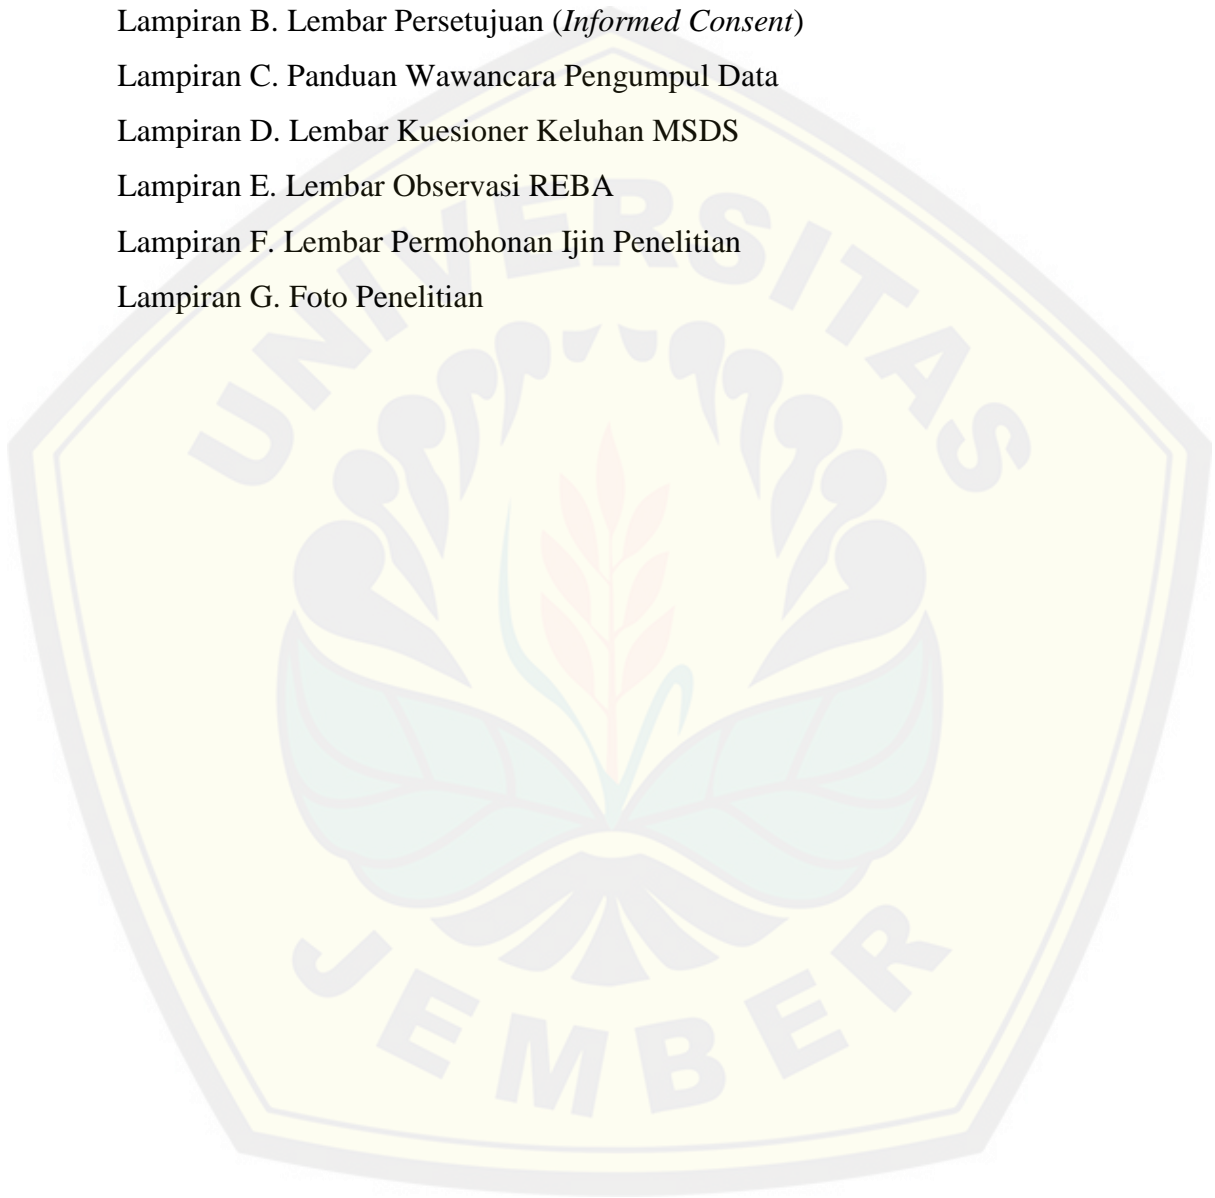 Lampiran B. Lembar Persetujuan (Informed Consent)
Lampiran C. Panduan Wawancara Pengumpul Data
Lampiran D. Lembar Kuesioner Keluhan MSDS
Lampiran E. Lembar Observasi REBA
Lampiran F. Lembar Permohonan Ijin Penelitian
Lampiran G. Foto Penelitian
UNIVERSITAS
JEMBER